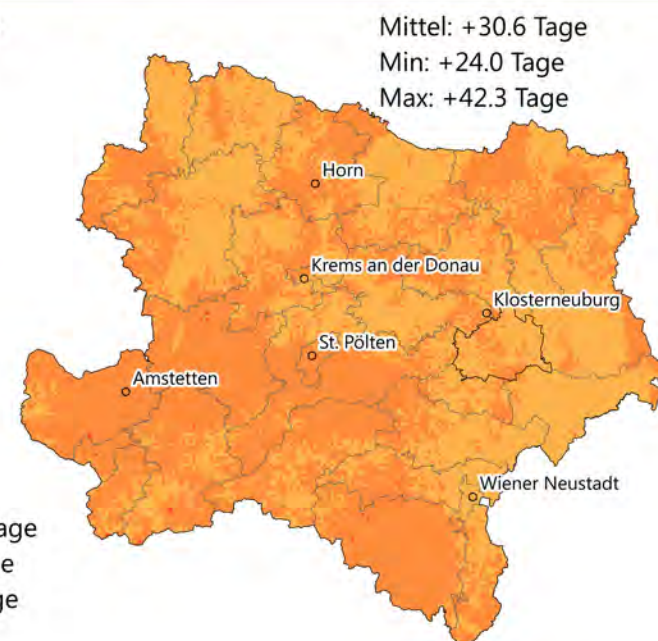 Mittel: +30.6 Tage
Min: +24.0 Tage
Max: +42.3 Tage
Horn
Krems an der Donau
Klosterneuburg
St. Pölten
Amstetten
Wiener Neustadt